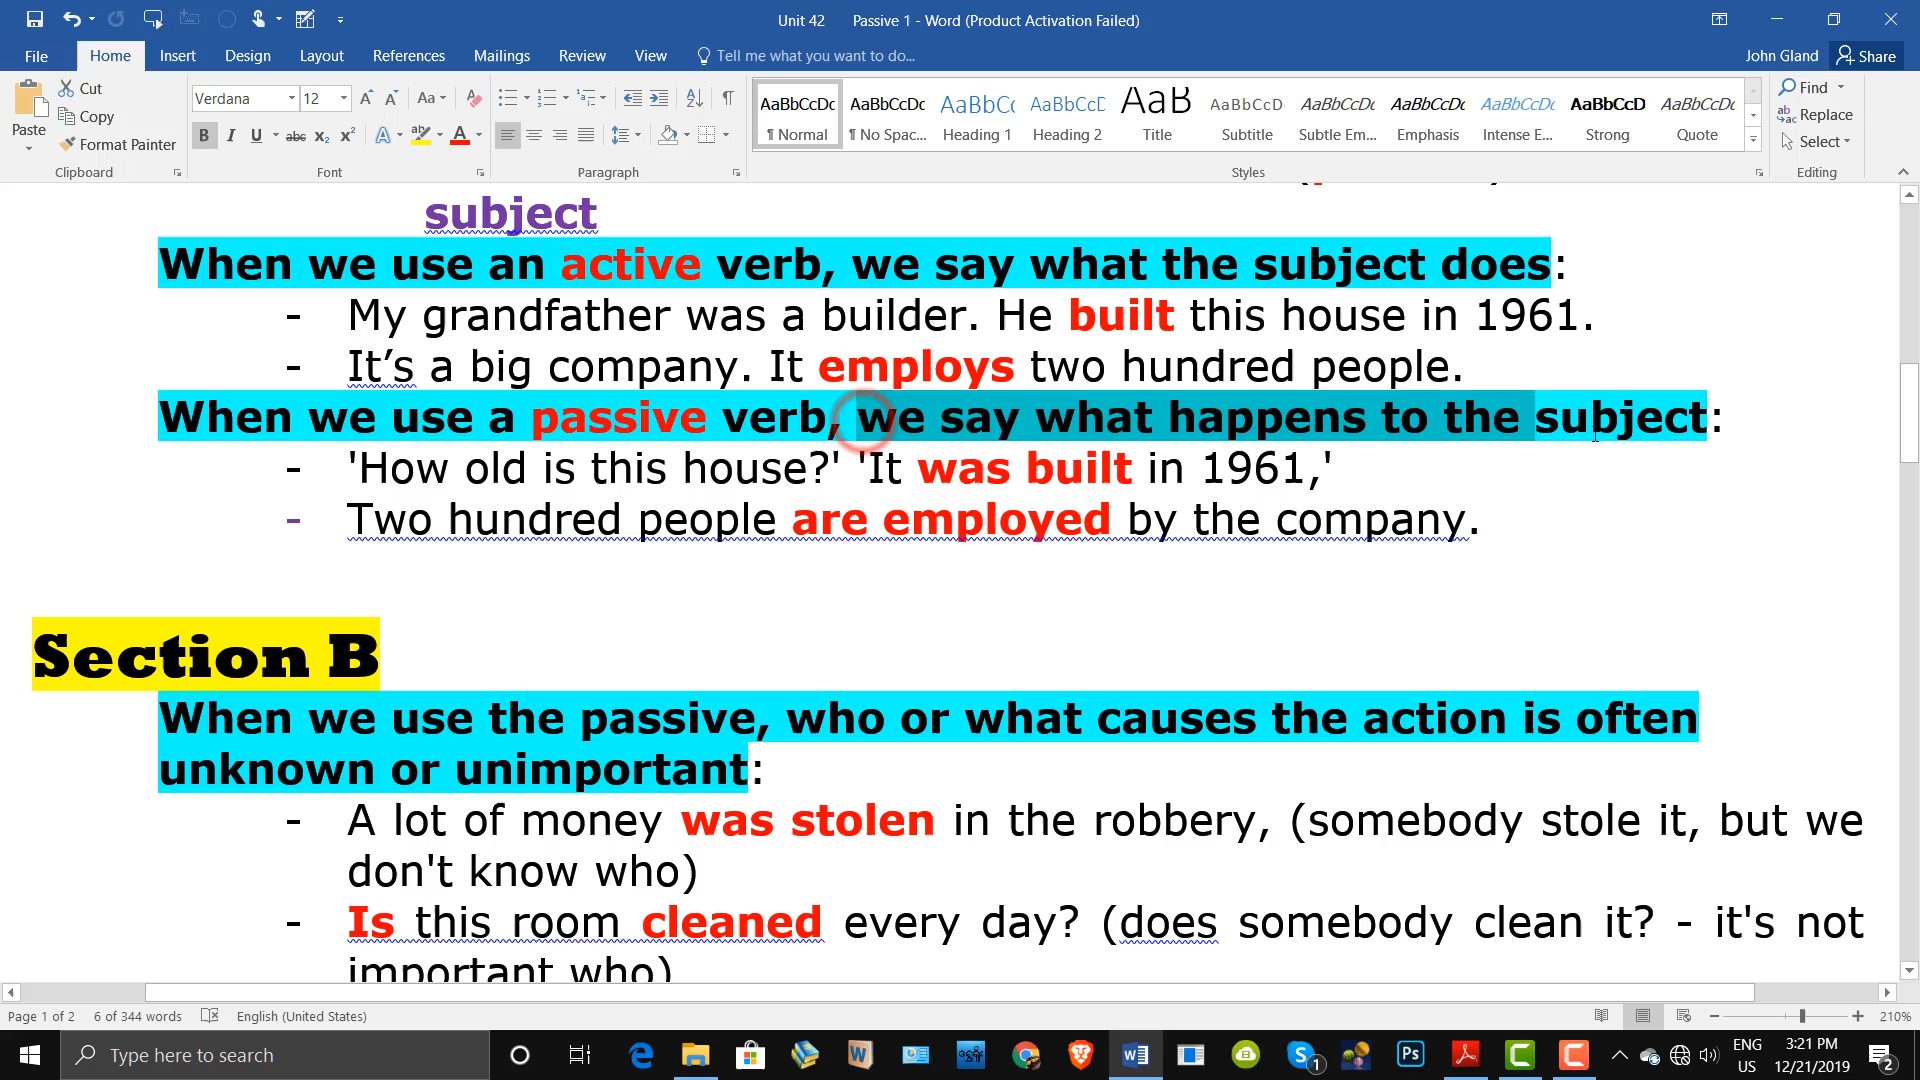 Unit 42 Passive 1 - Word (Product Activation Failed)
File Home Insert Design Layout References Mailings Review View Tell me what you want to do... John Gland Share
Paste Cut Copy Format Painter
Clipboard
Verdana 12 Aa
B I U abc x₂ x² A A
Font
Paragraph
AaBbCcDc AaBbCcDc AaBbCc AaBbCcD AaB AaBbCcD AaBbCcDc AaBbCcDc AaBbCcDc AaBbCcD AaBbCcDc
¶ Normal ¶ No Spac... Heading 1 Heading 2 Title Subtitle Subtle Em... Emphasis Intense E... Strong Quote
Styles
Find
Replace
Select
Editing
subject
When we use an active verb, we say what the subject does:
- My grandfather was a builder. He built this house in 1961.
- It’s a big company. It employs two hundred people.
When we use a passive verb, we say what happens to the subject:
- 'How old is this house?' 'It was built in 1961,'
- Two hundred people are employed by the company.
Section B
When we use the passive, who or what causes the action is often
unknown or unimportant:
- A lot of money was stolen in the robbery, (somebody stole it, but we
don't know who)
- Is this room cleaned every day? (does somebody clean it? - it's not
important who)
Page 1 of 2 6 of 344 words English (United States) 210%
Type here to search
ENG
US
3:21 PM
12/21/2019
2